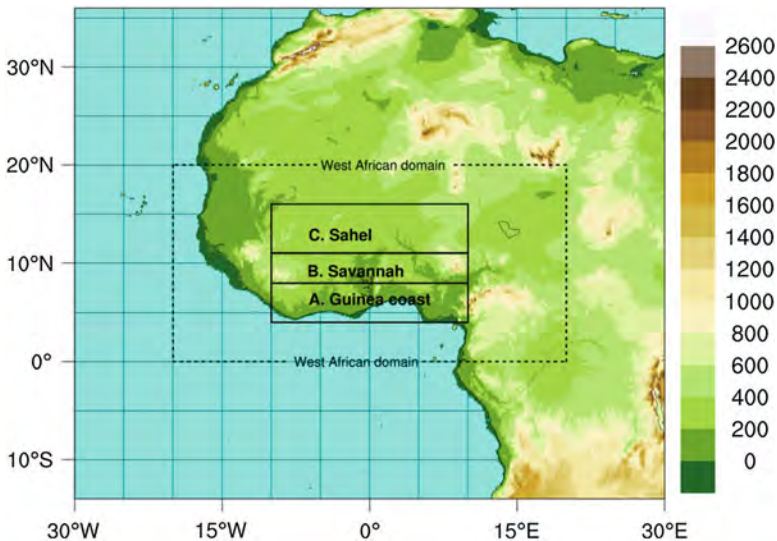 30°N
20°N
10°N
0°
10°S
30°W
15°W
0°
15°E
30°E
West African domain
C. Sahel
B. Savannah
A. Guinea coast
West African domain
2600
2400
2200
2000
1800
1600
1400
1200
1000
800
600
400
200
0